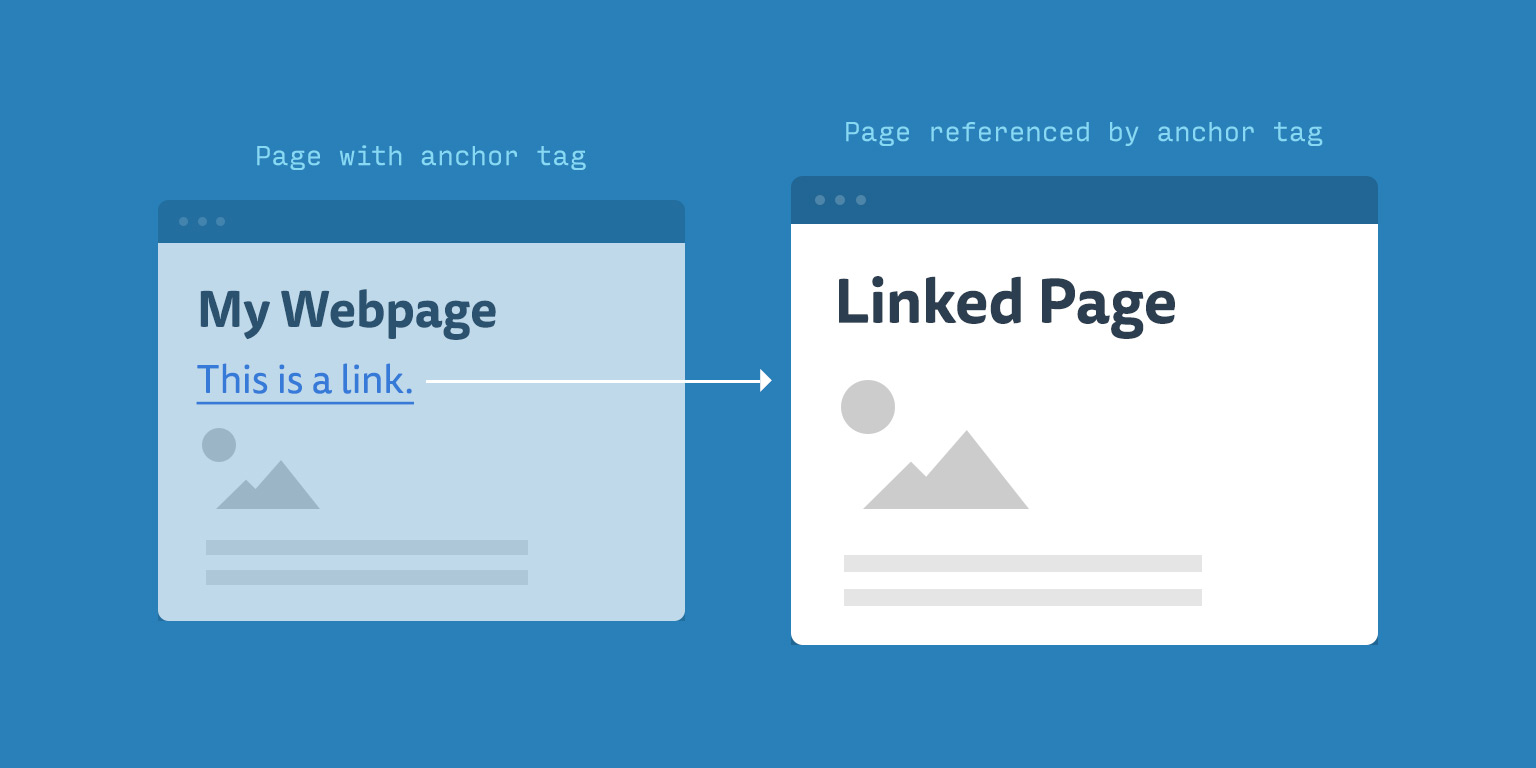 Page with anchor tag
My Webpage
This is a link.
Page referenced by anchor tag
Linked Page